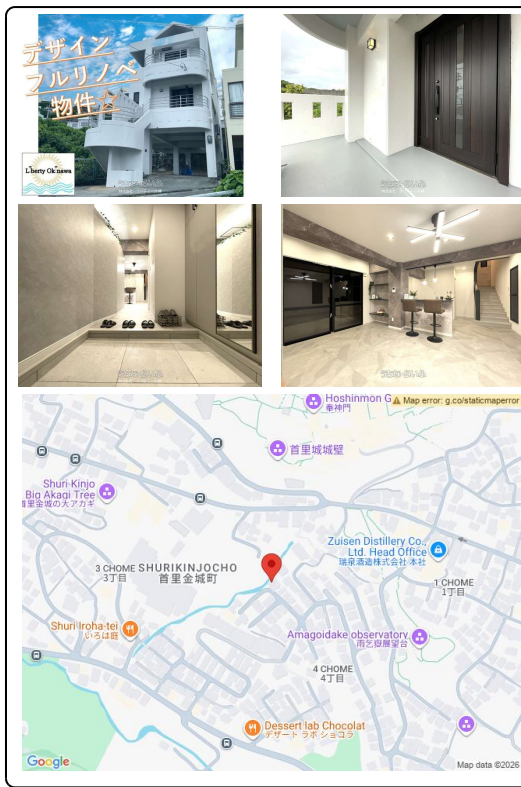 デザイン
フルリノベ
物件☆
Liberty Okinawa
Hoshinmon G
奉神門
Map error: g.co/staticmaperror
首里城城壁
Shuri Kinjo
Big Akagi Tree
首里金城の大アカギ
Zuisen Distillery Co.,
Ltd. Head Office
瑞泉酒造株式会社 本社
3 CHOME
3丁目
SHURIKINJOCHO
首里金城町
1 CHOME
1丁目
Shuri Iroha-tei
いろは庭
Amagoidake observatory
雨乞嶽展望台
4 CHOME
4丁目
Dessert lab Chocolat
デザート ラボ ショコラ
Google
Map data ©2026